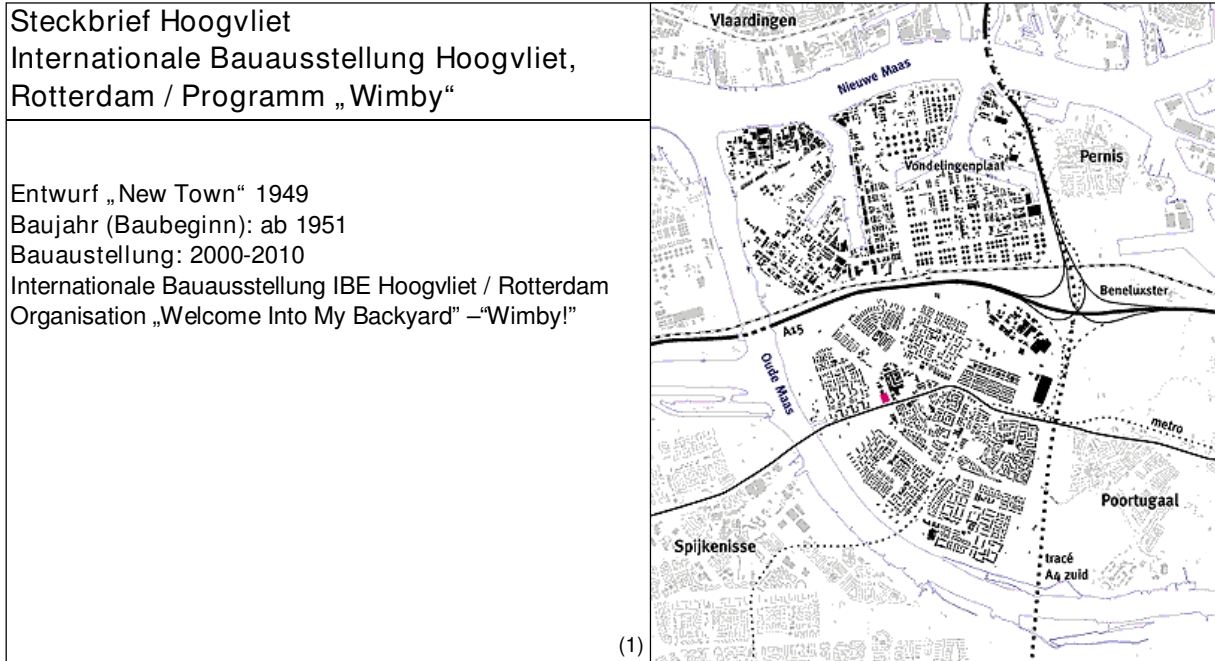 Steckbrief Hoogvliet
Internationale Bauausstellung Hoogvliet,
Rotterdam / Programm „Wimby“
Entwurf „New Town“ 1949
Baujahr (Baubeginn): ab 1951
Bauaustellung: 2000-2010
Internationale Bauausstellung IBE Hoogvliet / Rotterdam
Organisation „Welcome Into My Backyard” –“Wimby!”
(1)
Vlaardingen
Nieuwe Maas
Vondelingenplaat
Pernis
Beneluxster
A15
Oude Maas
metro
Poortugaal
Spijkenisse
tracé
A4 zuid